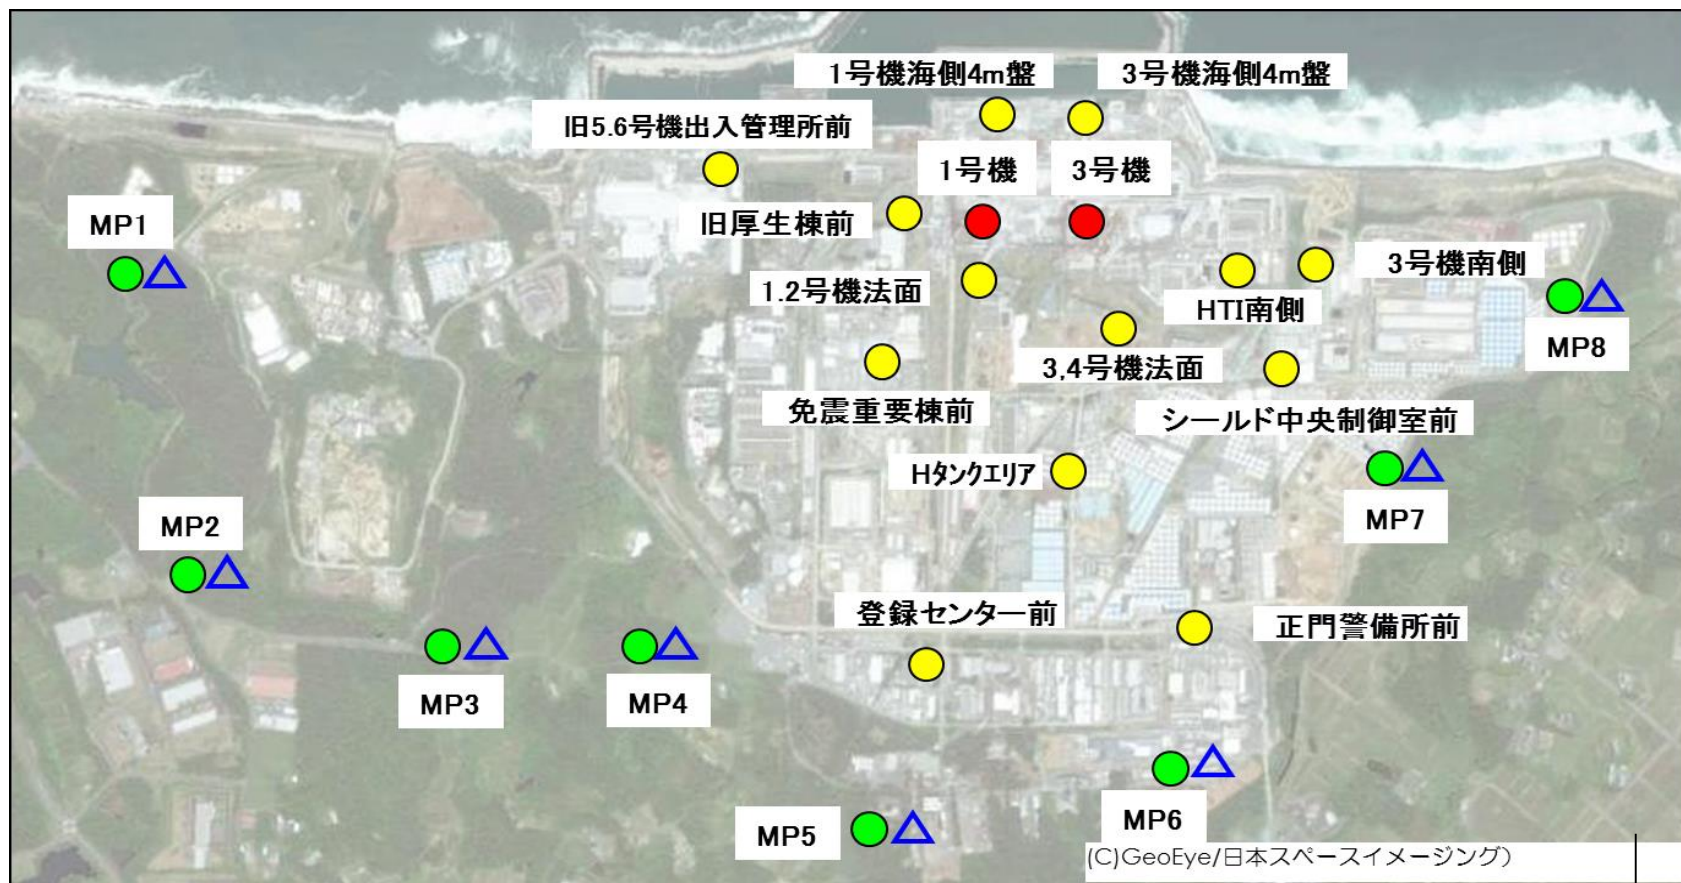 1号機海側4m盤
3号機海側4m盤
旧5.6号機出入管理所前
1号機
3号機
MP1
旧厚生棟前
3号機南側
1.2号機法面
HTI南側
MP8
3,4号機法面
免震重要棟前
シールド中央制御室前
Hタンクエリア
MP7
MP2
登録センター前
正門警備所前
MP3
MP4
MP6
MP5
(C)GeoEye/日本スペースイメージング）